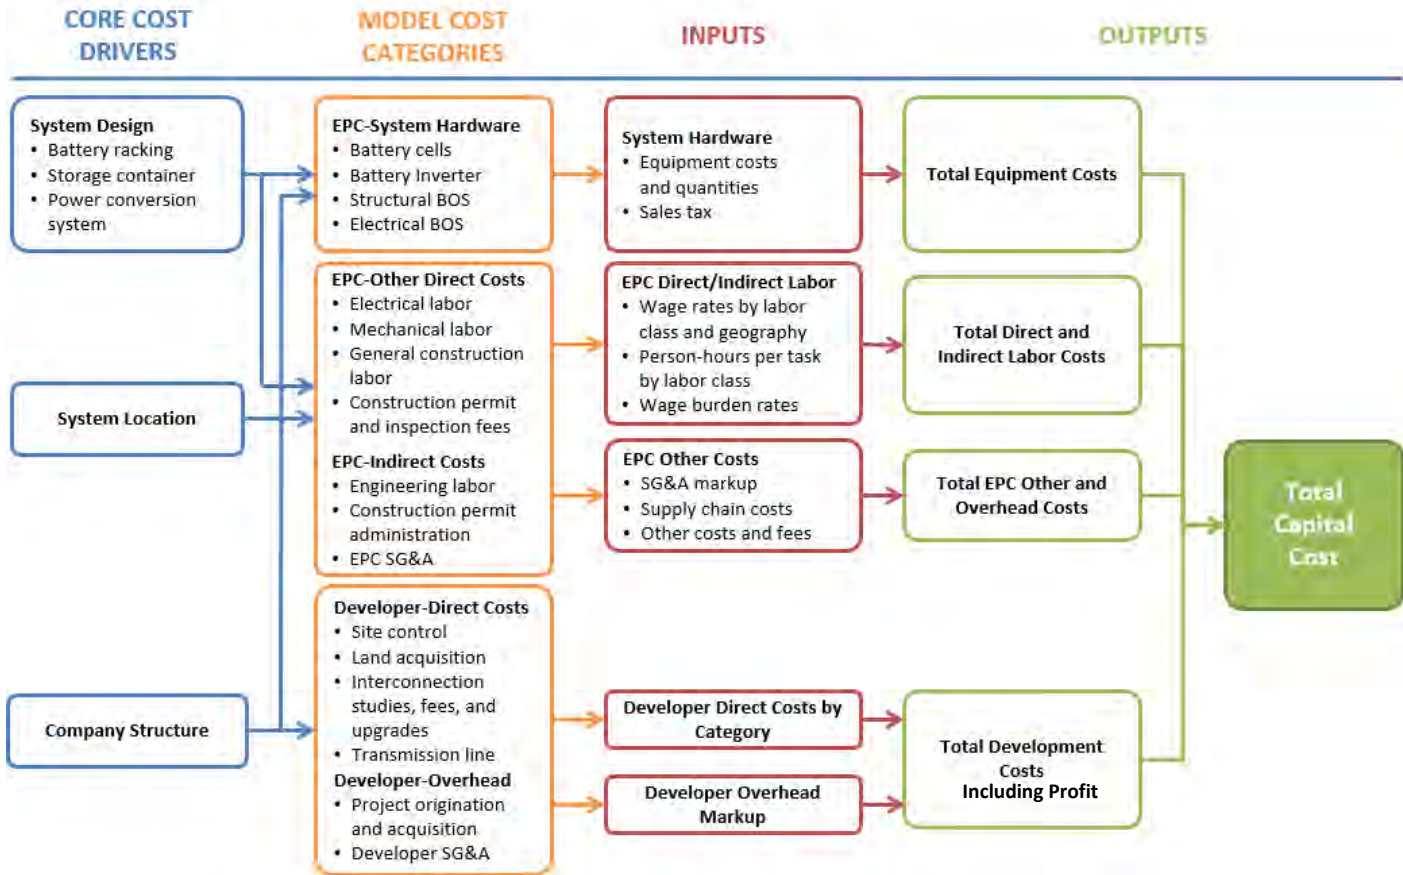 CORE COST
DRIVERS
MODEL COST
CATEGORIES
INPUTS
OUTPUTS
System Design
• Battery racking
• Storage container
• Power conversion
system
System Location
Company Structure
EPC-System Hardware
• Battery cells
• Battery Inverter
• Structural BOS
• Electrical BOS
EPC-Other Direct Costs
• Electrical labor
• Mechanical labor
• General construction
labor
• Construction permit
and inspection fees
EPC-Indirect Costs
• Engineering labor
• Construction permit
administration
• EPC SG&A
Developer-Direct Costs
• Site control
• Land acquisition
• Interconnection
studies, fees, and
upgrades
• Transmission line
Developer-Overhead
• Project origination
and acquisition
• Developer SG&A
System Hardware
• Equipment costs
and quantities
• Sales tax
EPC Direct/Indirect Labor
• Wage rates by labor
class and geography
• Person-hours per task
by labor class
• Wage burden rates
EPC Other Costs
• SG&A markup
• Supply chain costs
• Other costs and fees
Developer Direct Costs by
Category
Developer Overhead
Markup
Total Equipment Costs
Total Direct and
Indirect Labor Costs
Total EPC Other and
Overhead Costs
Total Development
Costs
Including Profit
Total
Capital
Cost